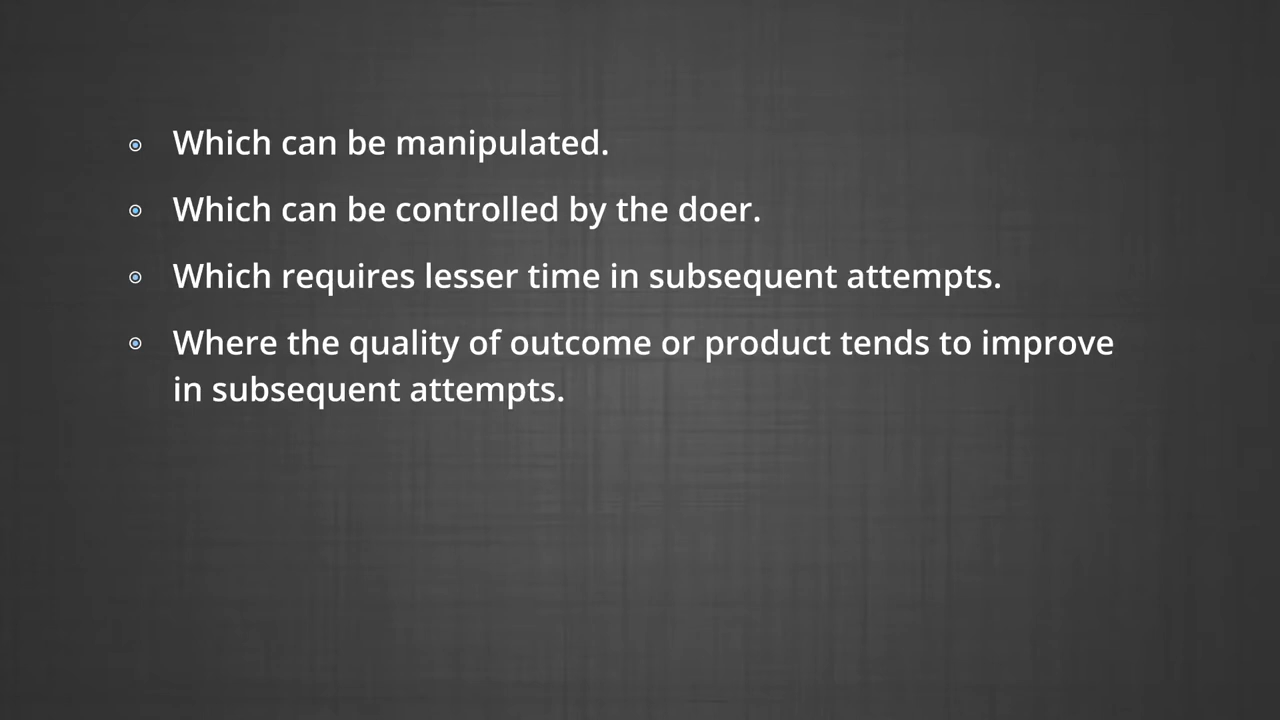 Which can be manipulated.
Which can be controlled by the doer.
Which requires lesser time in subsequent attempts.
Where the quality of outcome or product tends to improve
in subsequent attempts.